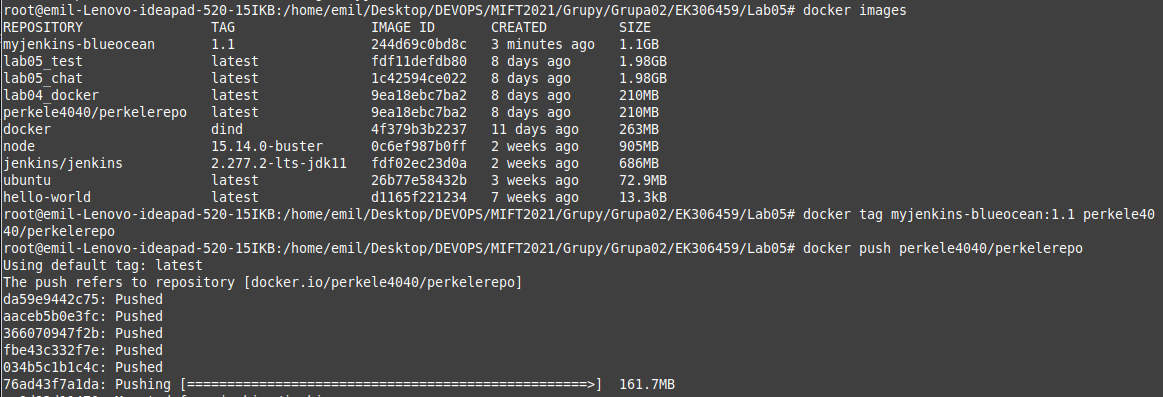 root@emil-Lenovo-ideapad-520-15IKB:/home/emil/Desktop/DEVOPS/MIFT2021/Grupy/Grupa02/EK306459/Lab05# docker images
REPOSITORY TAG IMAGE ID CREATED SIZE
myjenkins-blueocean 1.1 244d69c0bd8c 3 minutes ago 1.1GB
lab05_test latest fdf11defdb80 8 days ago 1.98GB
lab05_chat latest 1c42594ce022 8 days ago 1.98GB
lab04_docker latest 9ea18ebc7ba2 8 days ago 210MB
perkele4040/perkelerepo latest 9ea18ebc7ba2 8 days ago 210MB
docker dind 4f379b3b2237 11 days ago 263MB
node 15.14.0-buster 0c6ef987b0ff 2 weeks ago 905MB
jenkins/jenkins 2.277.2-lts-jdk11 fdf02ec23d0a 2 weeks ago 686MB
ubuntu latest 26b77e58432b 3 weeks ago 72.9MB
hello-world latest d1165f221234 7 weeks ago 13.3kB
root@emil-Lenovo-ideapad-520-15IKB:/home/emil/Desktop/DEVOPS/MIFT2021/Grupy/Grupa02/EK306459/Lab05# docker tag myjenkins-blueocean:1.1 perkele40
40/perkelerepo
root@emil-Lenovo-ideapad-520-15IKB:/home/emil/Desktop/DEVOPS/MIFT2021/Grupy/Grupa02/EK306459/Lab05# docker push perkele4040/perkelerepo
Using default tag: latest
The push refers to repository [docker.io/perkele4040/perkelerepo]
da59e9442c75: Pushed
aaceb5b0e3fc: Pushed
366070947f2b: Pushed
fbe43c332f7e: Pushed
034b5c1b1c4c: Pushed
76ad43f7a1da: Pushing [==================================================>] 161.7MB